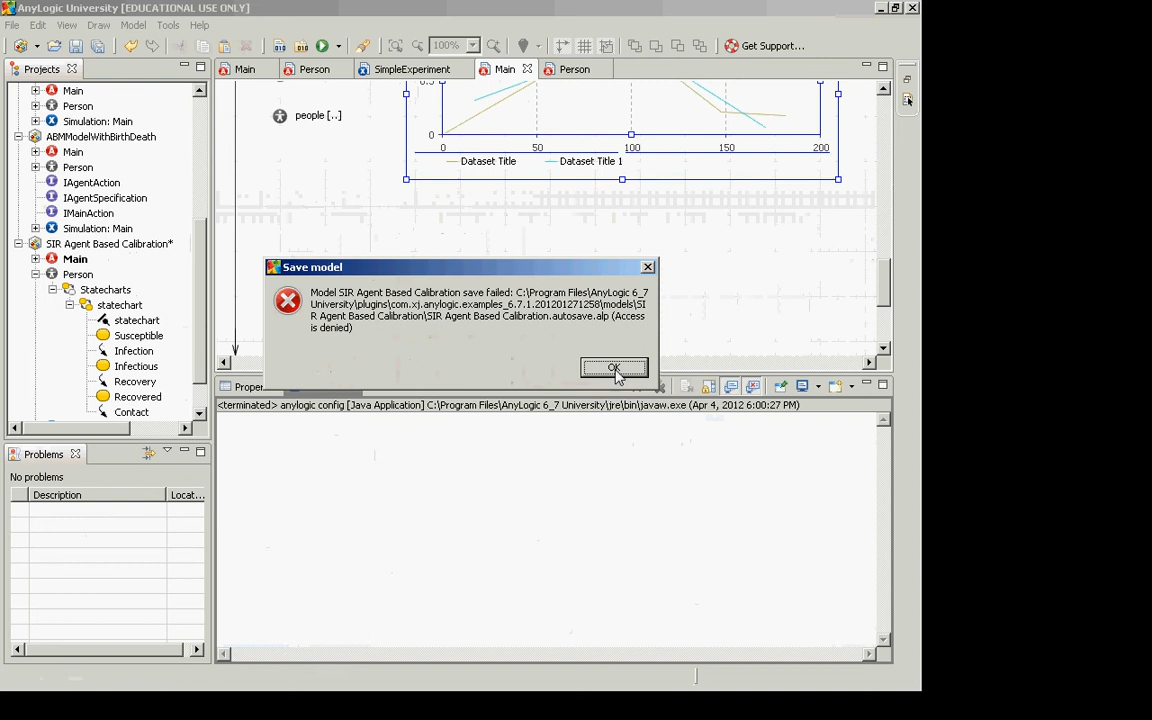 AnyLogic University [EDUCATIONAL USE ONLY]
File Edit View Draw Model Tools Help
100% Get Support...
Projects Main Person SimpleExperiment Main Person
Main
Person
Simulation: Main
ABMModelWithBirthDeath
Main
Person
IAgentAction
IAgentSpecification
IMainAction
Simulation: Main
SIR Agent Based Calibration*
Main
Person
Statecharts
statechart
statechart
Susceptible
Infection
Infectious
Recovery
Recovered
Contact
people [..]
0.5
0
0 50 100 150 200
Dataset Title Dataset Title 1
Save model
Model SIR Agent Based Calibration save failed: C:\Program Files\AnyLogic 6_7
University\plugins\com.xj.anylogic.examples_6.7.1.201201271258\models\SI
R Agent Based Calibration\SIR Agent Based Calibration.autosave.alp (Access
is denied)
OK
Proper
<terminated> anylogic config [Java Application] C:\Program Files\AnyLogic 6_7 University\jre\bin\javaw.exe (Apr 4, 2012 6:00:27 PM)
Problems
No problems
Description Locat...